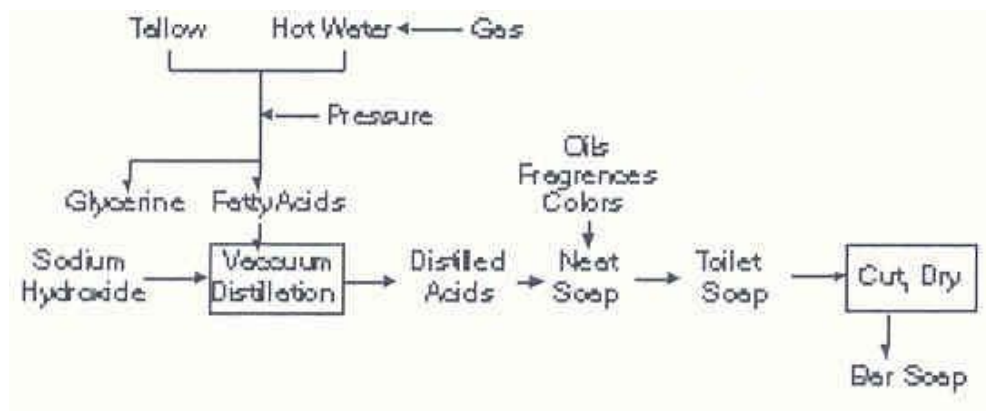 Tallow Hot Water Gas
Pressure
Oils
Fragrences
Colors
Glycerine Fatty Acids
Sodium
Hydroxide
Vaccuum
Distillation
Distilled
Acids
Neat
Soap
Toilet
Soap
Cut, Dry
Bar Soap